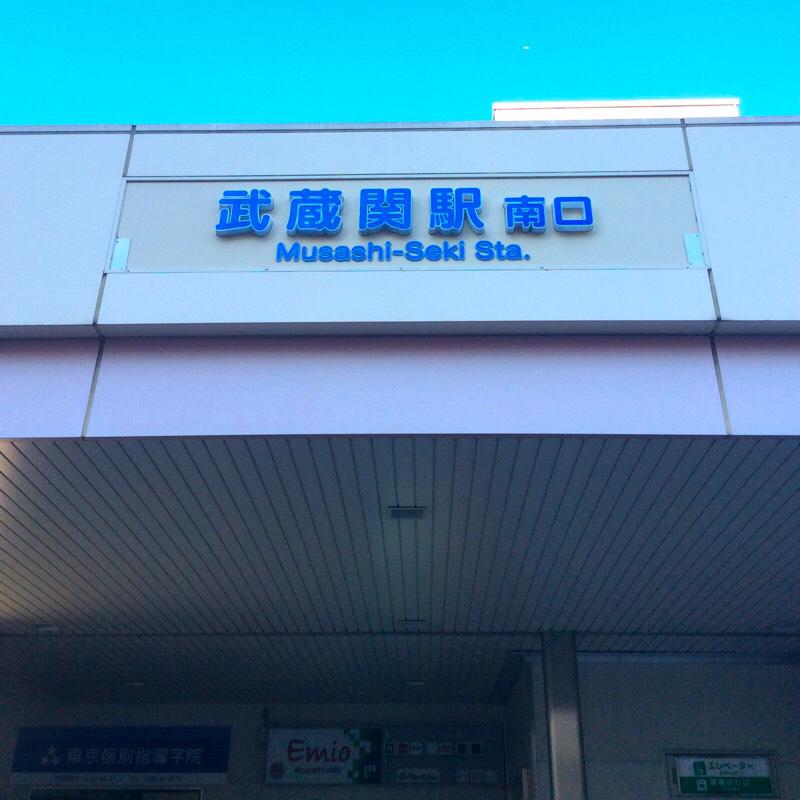 武蔵関駅 南口
Musashi-Seki Sta.
東京個別指導学院
Emio
Musashi-seki
エレベーター